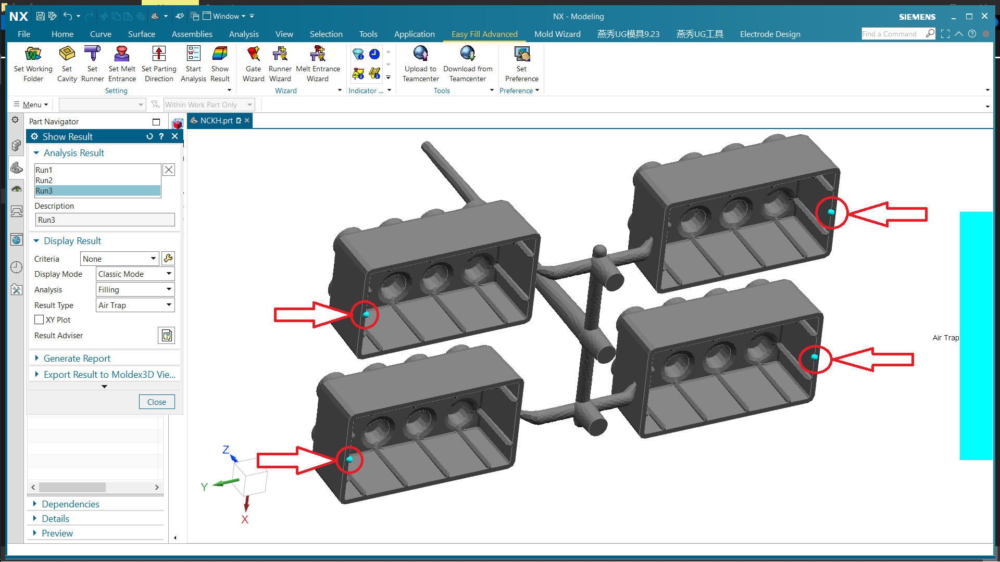 NX
Window
NX - Modeling
SIEMENS
File
Home
Curve
Surface
Assemblies
Analysis
View
Selection
Tools
Application
Easy Fill Advanced
Mold Wizard
燕秀UG模具9.23
燕秀UG工具
Electrode Design
Find a Command
Set Working
Folder
Set
Cavity
Set
Runner
Set Melt
Entrance
Set Parting
Direction
Start
Analysis
Show
Result
Gate
Wizard
Runner
Wizard
Melt Entrance
Wizard
Upload to
Teamcenter
Download from
Teamcenter
Set
Preference
Setting
Wizard
Indicator ...
Tools
Preference
Menu
Within Work Part Only
Part Navigator
NCKH.prt
Show Result
?
Analysis Result
Run1
Run2
Run3
Description
Run3
Display Result
Criteria
None
Display Mode
Classic Mode
Analysis
Filling
Result Type
Air Trap
XY Plot
Result Adviser
Generate Report
Export Result to Moldex3D Vie...
Close
Dependencies
Details
Preview
Air Trap
Z
Y
X